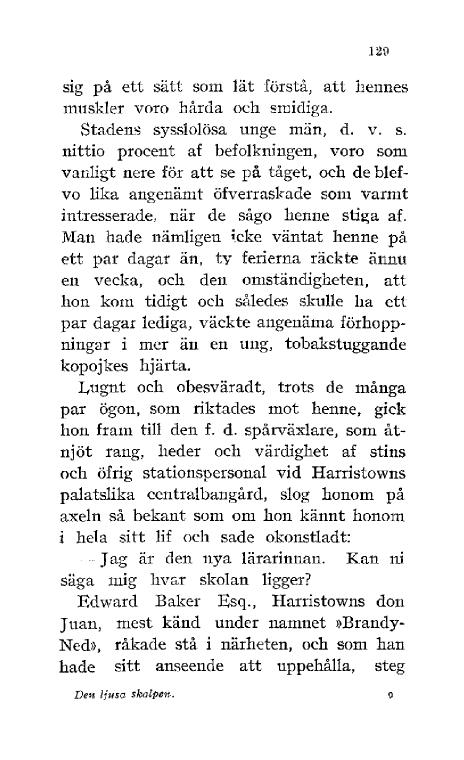 129
sig på ett sätt som lät förstå, att hennes
muskler voro hårda och smidiga.
Stadens sysslolösa unge män, d. v. s.
nittio procent af befolkningen, voro som
vanligt nere för att se på tåget, och de blef-
vo lika angenämt öfverraskade som varmt
intresserade, när de sågo henne stiga af.
Man hade nämligen icke väntat henne på
ett par dagar än, ty ferierna räckte ännu
en vecka, och den omständigheten, att
hon kom tidigt och således skulle ha ett
par dagar lediga, väckte angenäma förhopp-
ningar i mer än en ung, tobakstuggande
kopojkes hjärta.
Lugnt och obesväradt, trots de många
par ögon, som riktades mot henne, gick
hon fram till den f. d. spårväxlare, som åt-
njöt rang, heder och värdighet af stins
och öfrig stationspersonal vid Harristowns
palatslika centralbangård, slog honom på
axeln så bekant som om hon kännt honom
i hela sitt lif och sade okonstladt:
– Jag är den nya lärarinnan. Kan ni
säga mig hvar skolan ligger?
Edward Baker Esq., Harristowns don
Juan, mest känd under namnet »Brandy-
Ned», råkade stå i närheten, och som han
hade sitt anseende att uppehålla, steg
Den ljusa skalpen. 9